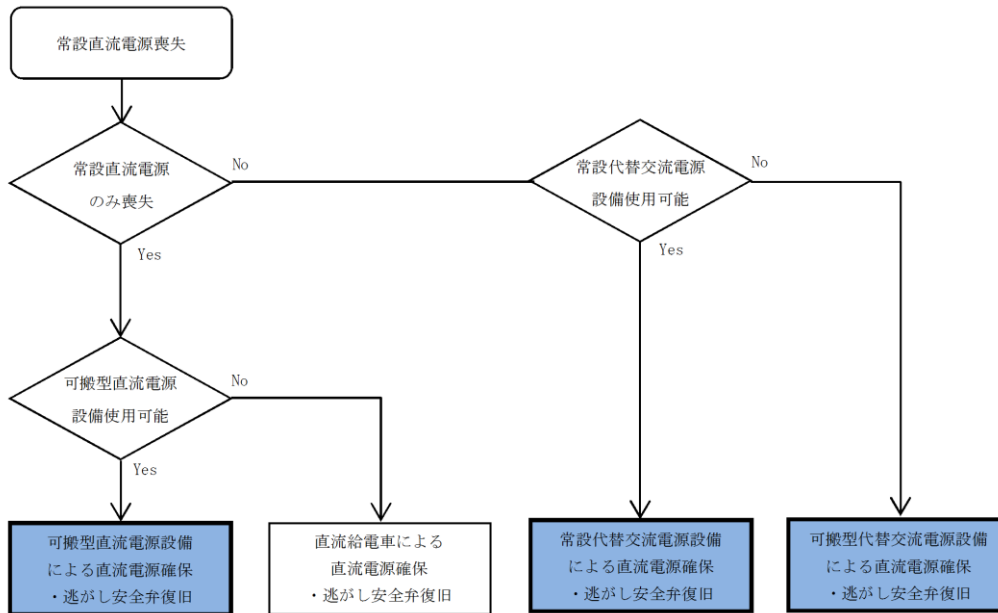 常設直流電源喪失
常設直流電源
のみ喪失
No
常設代替交流電源
設備使用可能
No
Yes
Yes
可搬型直流電源
設備使用可能
No
Yes
可搬型直流電源設備
による直流電源確保
・逃がし安全弁復旧
直流給電車による
直流電源確保
・逃がし安全弁復旧
常設代替交流電源設備
による直流電源確保
・逃がし安全弁復旧
可搬型代替交流電源設備
による直流電源確保
・逃がし安全弁復旧